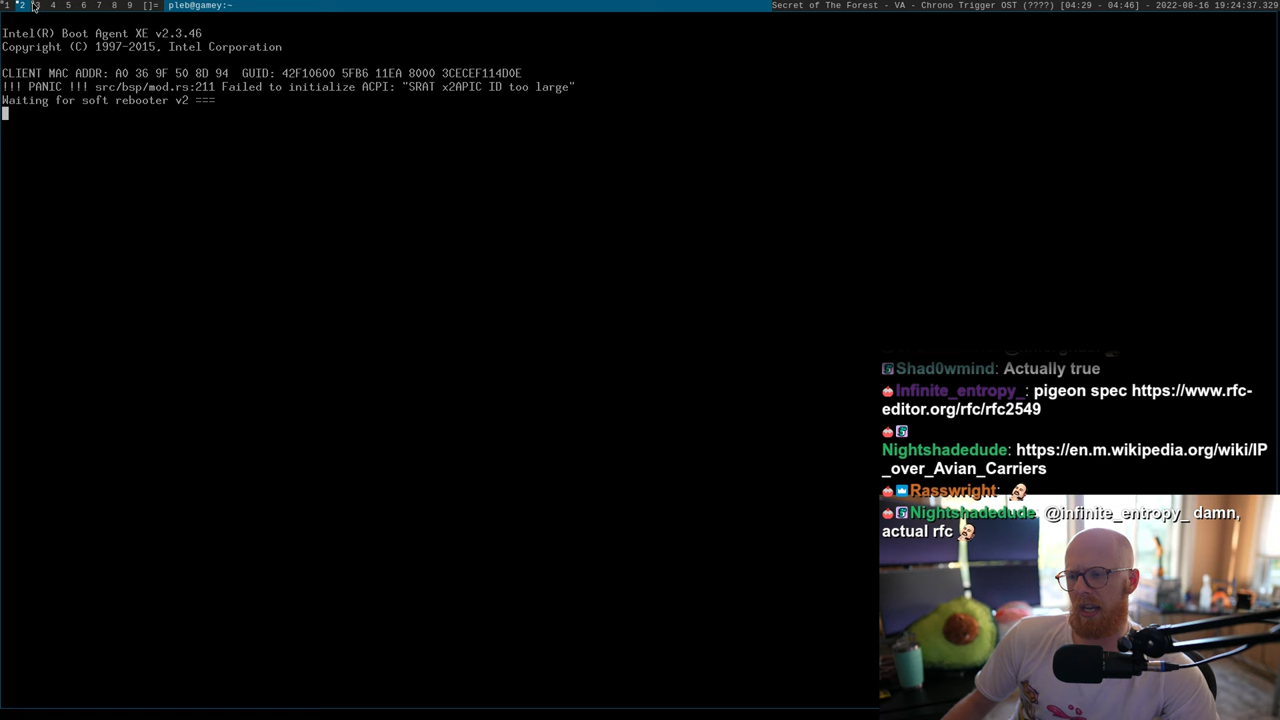 1 2 3 4 5 6 7 8 9 []= pleb@gamey:~ Secret of The Forest - VA - Chrono Trigger OST (????) [04:29 - 04:46] - 2022-08-16 19:24:37.329
Intel(R) Boot Agent XE v2.3.46
Copyright (C) 1997-2015, Intel Corporation
CLIENT MAC ADDR: A0 36 9F 50 8D 94  GUID: 42F10600 5FB6 11EA 8000 3CECEF114D0E
!!! PANIC !!! src/bsp/mod.rs:211 Failed to initialize ACPI: "SRAT x2APIC ID too large"
Waiting for soft rebooter v2 ===
Shad0wmind: Actually true
Infinite_entropy_: pigeon spec https://www.rfc-
editor.org/rfc/rfc2549
Nightshadedude: https://en.m.wikipedia.org/wiki/IP
_over_Avian_Carriers
Rasswright:
Nightshadedude: @infinite_entropy_ damn,
actual rfc